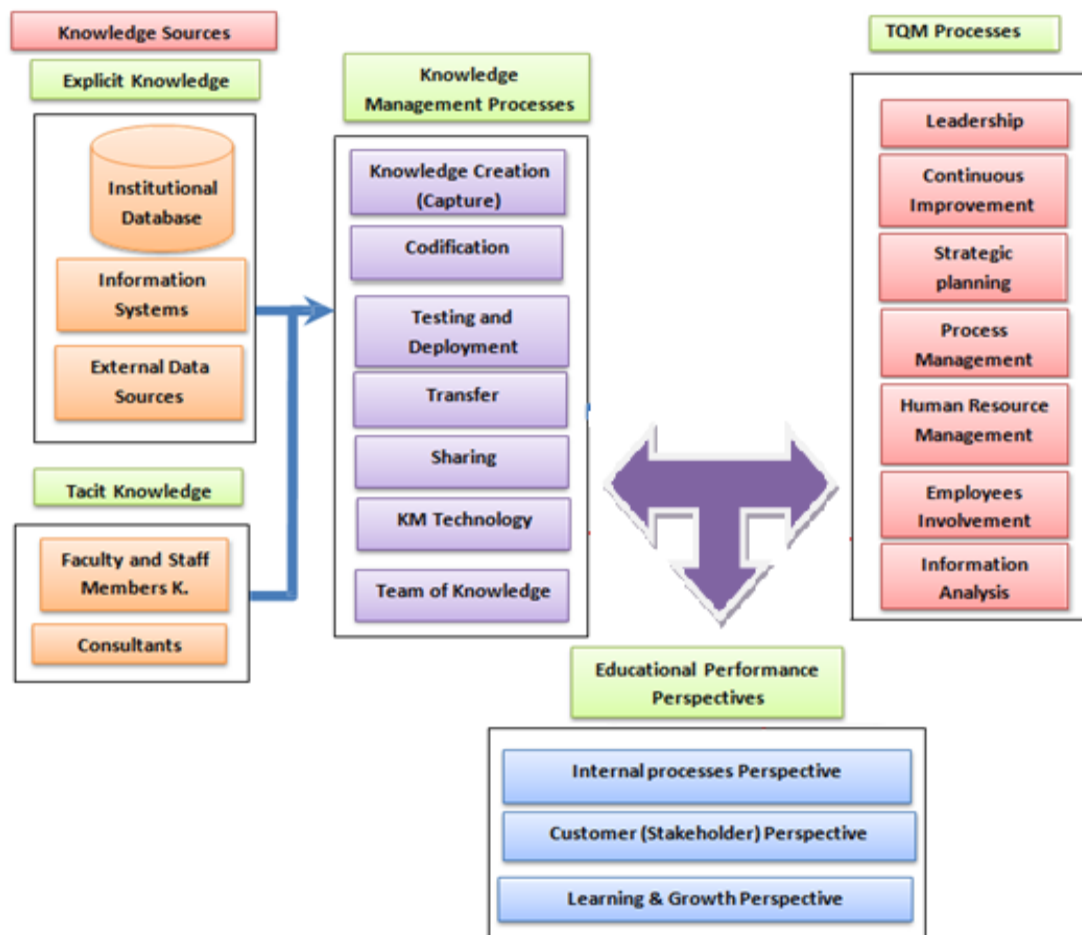 Knowledge Sources
Explicit Knowledge
Institutional
Database
Information
Systems
External Data
Sources
Tacit Knowledge
Faculty and Staff
Members K.
Consultants
Knowledge
Management Processes
Knowledge Creation
(Capture)
Codification
Testing and
Deployment
Transfer
Sharing
KM Technology
Team of Knowledge
TQM Processes
Leadership
Continuous
Improvement
Strategic
planning
Process
Management
Human Resource
Management
Employees
Involvement
Information
Analysis
Educational Performance
Perspectives
Internal processes Perspective
Customer (Stakeholder) Perspective
Learning & Growth Perspective